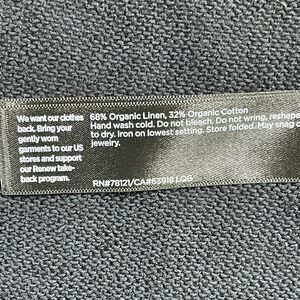 We want our clothes
back. Bring your
gently worn
garments to our US
stores and support
our Renew take-
back program.
68% Organic Linen, 32% Organic Cotton
Hand wash cold. Do not bleach. Do not wring, reshape
to dry. Iron on lowest setting. Store folded. May snag
jewelry.
RN#78121/CA#63918 LQG